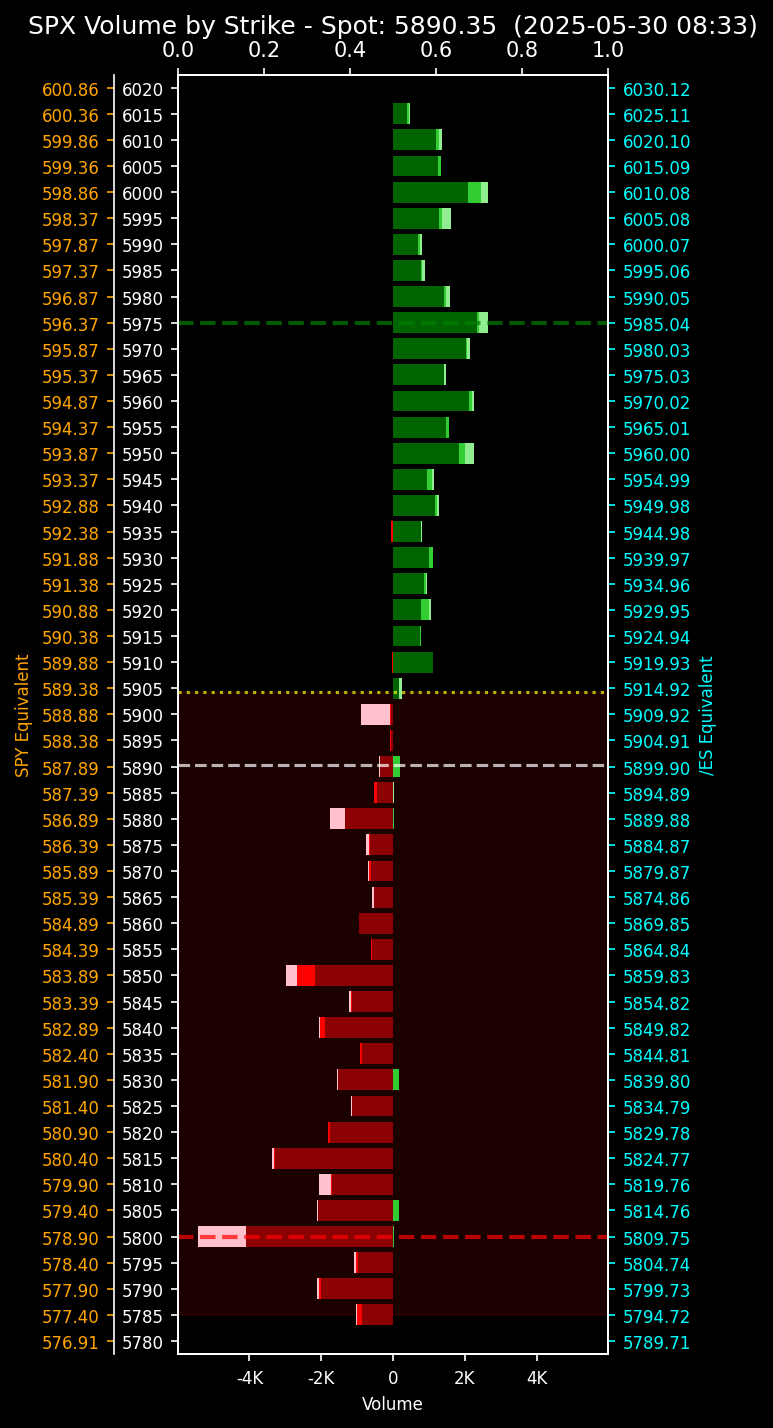 SPX Volume by Strike - Spot: 5890.35  (2025-05-30 08:33)
0.0 0.2 0.4 0.6 0.8 1.0
600.86 6020 6030.12
600.36 6015 6025.11
599.86 6010 6020.10
599.36 6005 6015.09
598.86 6000 6010.08
598.37 5995 6005.08
597.87 5990 6000.07
597.37 5985 5995.06
596.87 5980 5990.05
596.37 5975 5985.04
595.87 5970 5980.03
595.37 5965 5975.03
594.87 5960 5970.02
594.37 5955 5965.01
593.87 5950 5960.00
593.37 5945 5954.99
592.88 5940 5949.98
592.38 5935 5944.98
591.88 5930 5939.97
591.38 5925 5934.96
590.88 5920 5929.95
590.38 5915 5924.94
589.88 5910 5919.93
589.38 5905 5914.92
588.88 5900 5909.92
588.38 5895 5904.91
587.89 5890 5899.90
587.39 5885 5894.89
586.89 5880 5889.88
586.39 5875 5884.87
585.89 5870 5879.87
585.39 5865 5874.86
584.89 5860 5869.85
584.39 5855 5864.84
583.89 5850 5859.83
583.39 5845 5854.82
582.89 5840 5849.82
582.40 5835 5844.81
581.90 5830 5839.80
581.40 5825 5834.79
580.90 5820 5829.78
580.40 5815 5824.77
579.90 5810 5819.76
579.40 5805 5814.76
578.90 5800 5809.75
578.40 5795 5804.74
577.90 5790 5799.73
577.40 5785 5794.72
576.91 5780 5789.71
SPY Equivalent
/ES Equivalent
-4K -2K 0 2K 4K
Volume